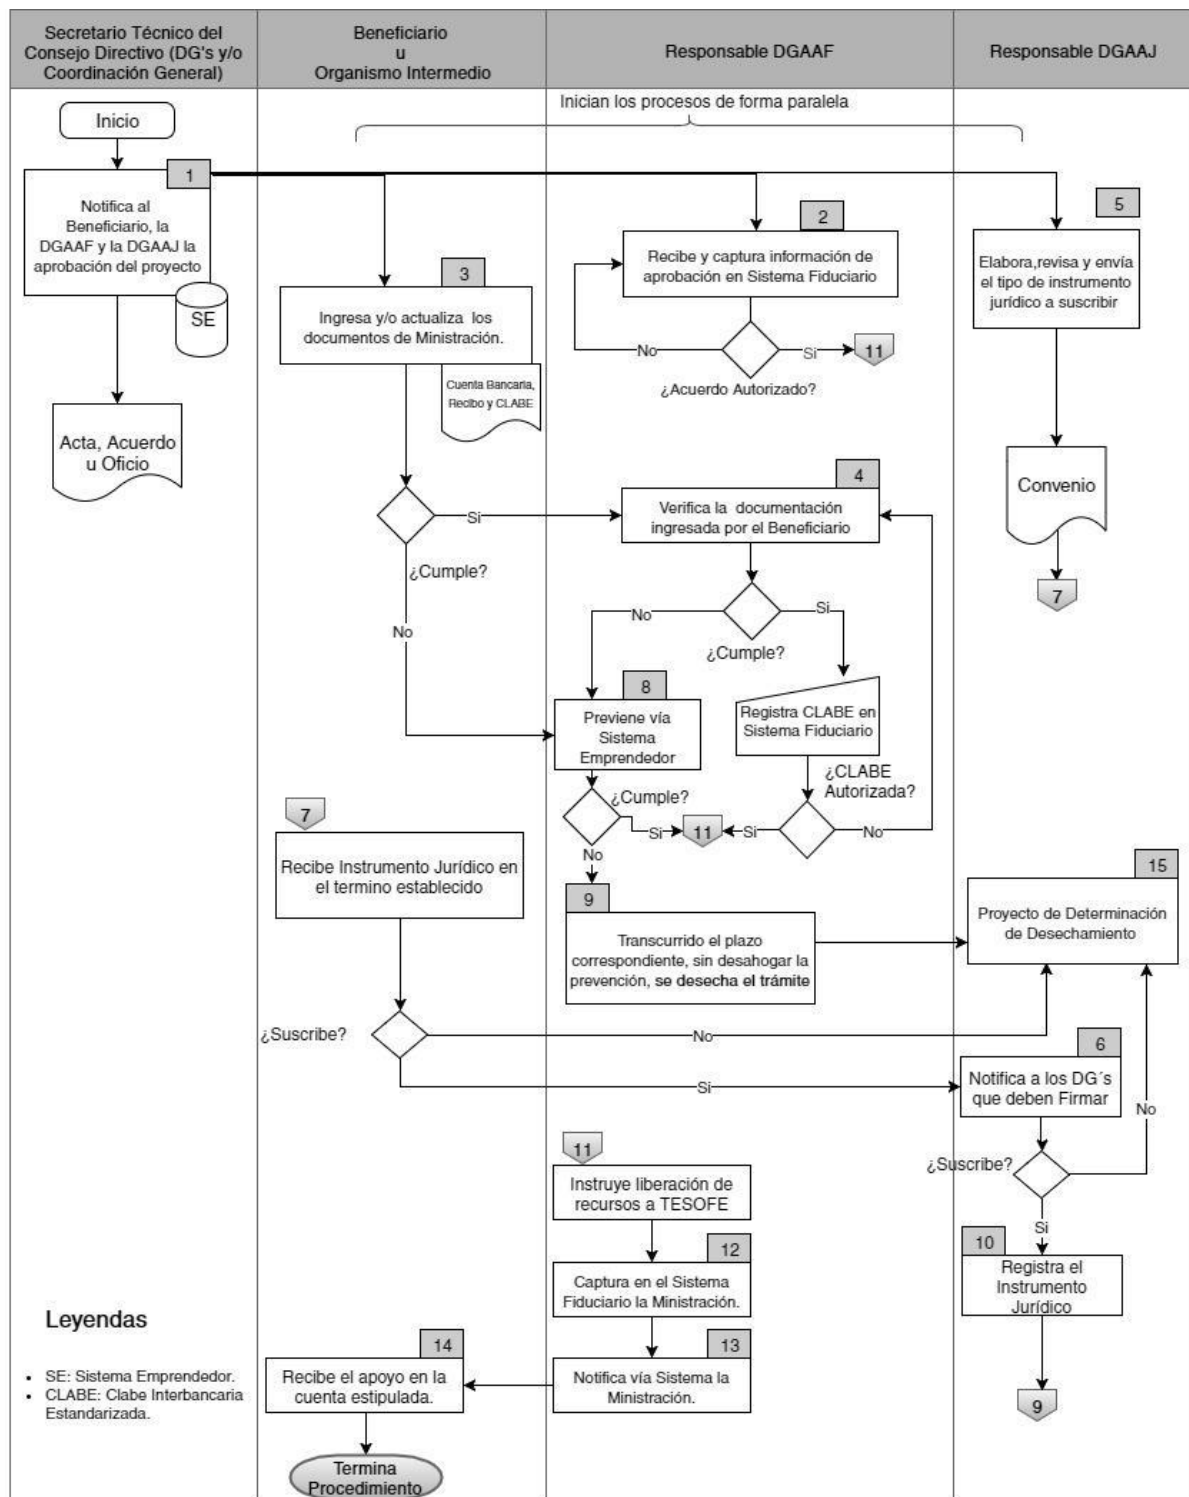 Secretario Técnico del
Consejo Directivo (DG's y/o
Coordinación General)
Beneficiario
u
Organismo Intermedio
Responsable DGAAF
Responsable DGAAJ
Inician los procesos de forma paralela
Inicio
1
Notifica al
Beneficiario, la
DGAAF y la DGAAJ la
aprobación del proyecto
SE
Acta, Acuerdo
u Oficio
2
Recibe y captura información de
aprobación en Sistema Fiduciario
No
Si
11
¿Acuerdo Autorizado?
5
Elabora,revisa y envía
el tipo de instrumento
jurídico a suscribir
Convenio
7
3
Ingresa y/o actualiza los
documentos de Ministración.
Cuenta Bancaria,
Recibo y CLABE
Si
¿Cumple?
No
4
Verifica la documentación
ingresada por el Beneficiario
No
Si
¿Cumple?
8
Previene vía
Sistema
Emprendedor
Registra CLABE en
Sistema Fiduciario
¿CLABE
Autorizada?
¿Cumple?
Si
11
Si
No
No
7
Recibe Instrumento Jurídico en
el termino establecido
9
Transcurrido el plazo
correspondiente, sin desahogar la
prevención, se desecha el trámite
15
Proyecto de Determinación
de Desechamiento
¿Suscribe?
No
Si
6
Notifica a los DG´s
que deben Firmar
No
¿Suscribe?
Si
10
Registra el
Instrumento
Jurídico
9
11
Instruye liberación de
recursos a TESOFE
12
Captura en el Sistema
Fiduciario la Ministración.
13
Notifica vía Sistema la
Ministración.
14
Recibe el apoyo en la
cuenta estipulada.
Termina
Procedimiento
Leyendas
• SE: Sistema Emprendedor.
• CLABE: Clabe Interbancaria
Estandarizada.